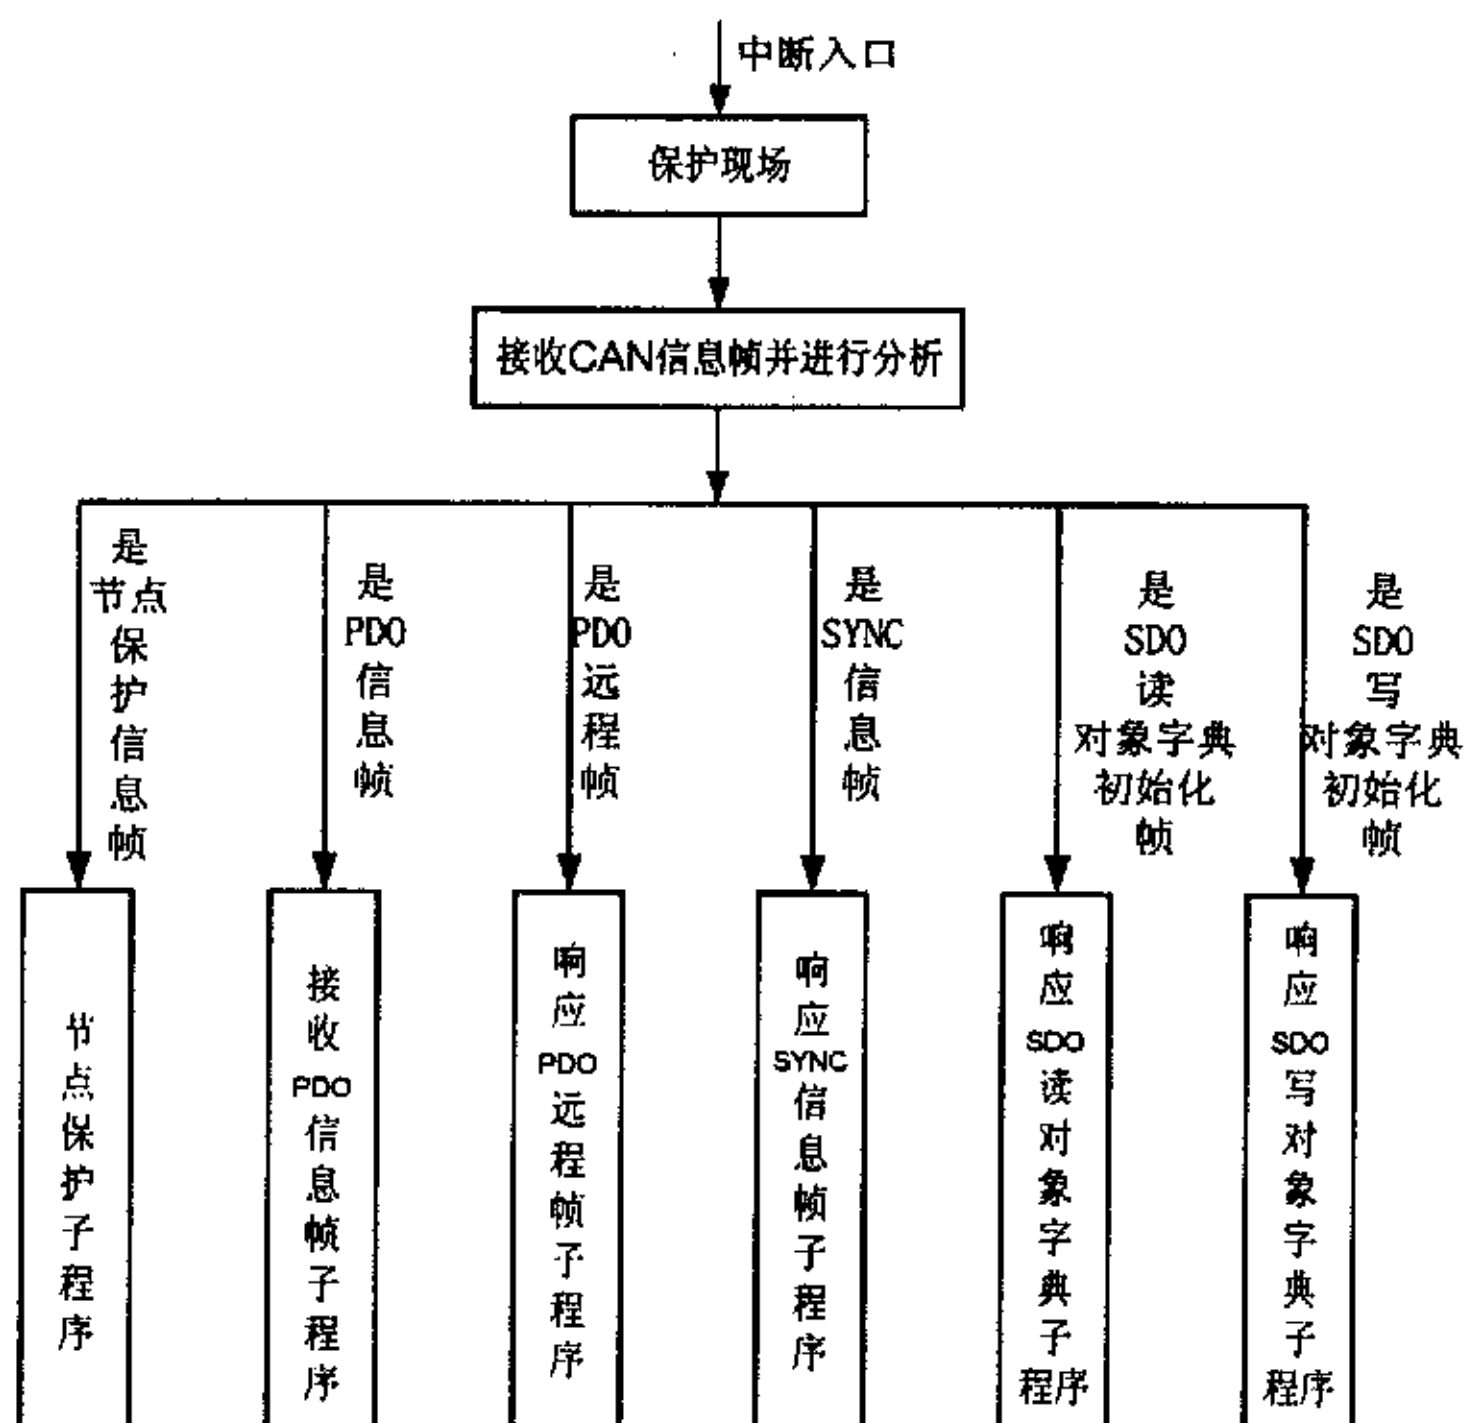 中断入口
保护现场
接收CAN信息帧并进行分析
是
节点
保
护
信
息
帧
是
PDO
信
息
帧
是
PDO
远
程
帧
是
SYNC
信
息
帧
是
SDO
读
对象字典
初始化
帧
是
SDO
写
对象字典
初始化
帧
节
点
保
护
子
程
序
接
收
PDO
信
息
帧
子
程
序
响
应
PDO
远
程
帧
子
程
序
响
应
SYNC
信
息
帧
子
程
序
响
应
SDO
读
对
象
字
典
子
程序
响
应
SDO
写
对
象
字
典
子
程序